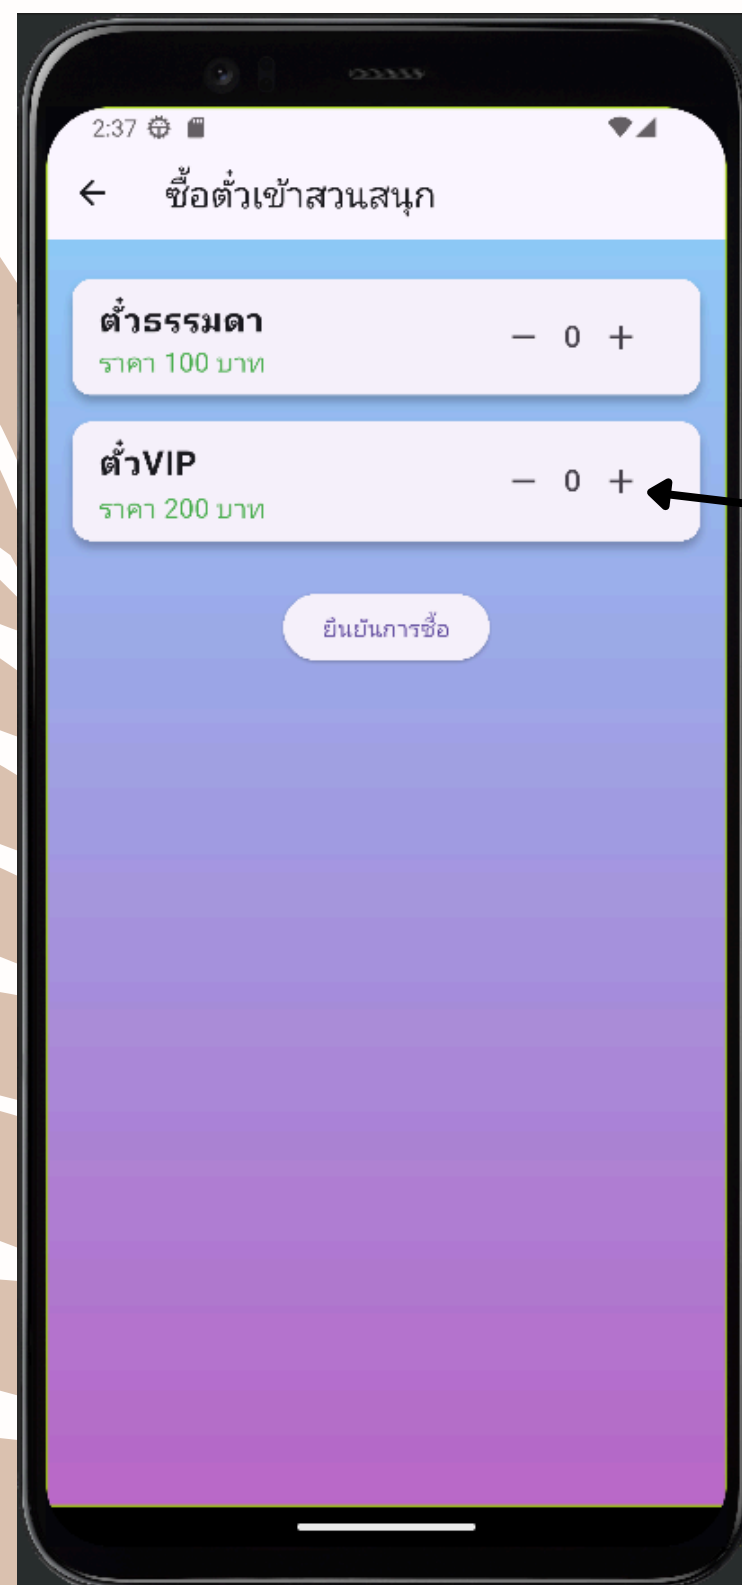 2:37
ซื้อตั๋วเข้าสวนสนุก
ตั๋วธรรมดา
ราคา 100 บาท
− 0 +
ตั๋วVIP
ราคา 200 บาท
− 0 +
ยืนยันการซื้อ